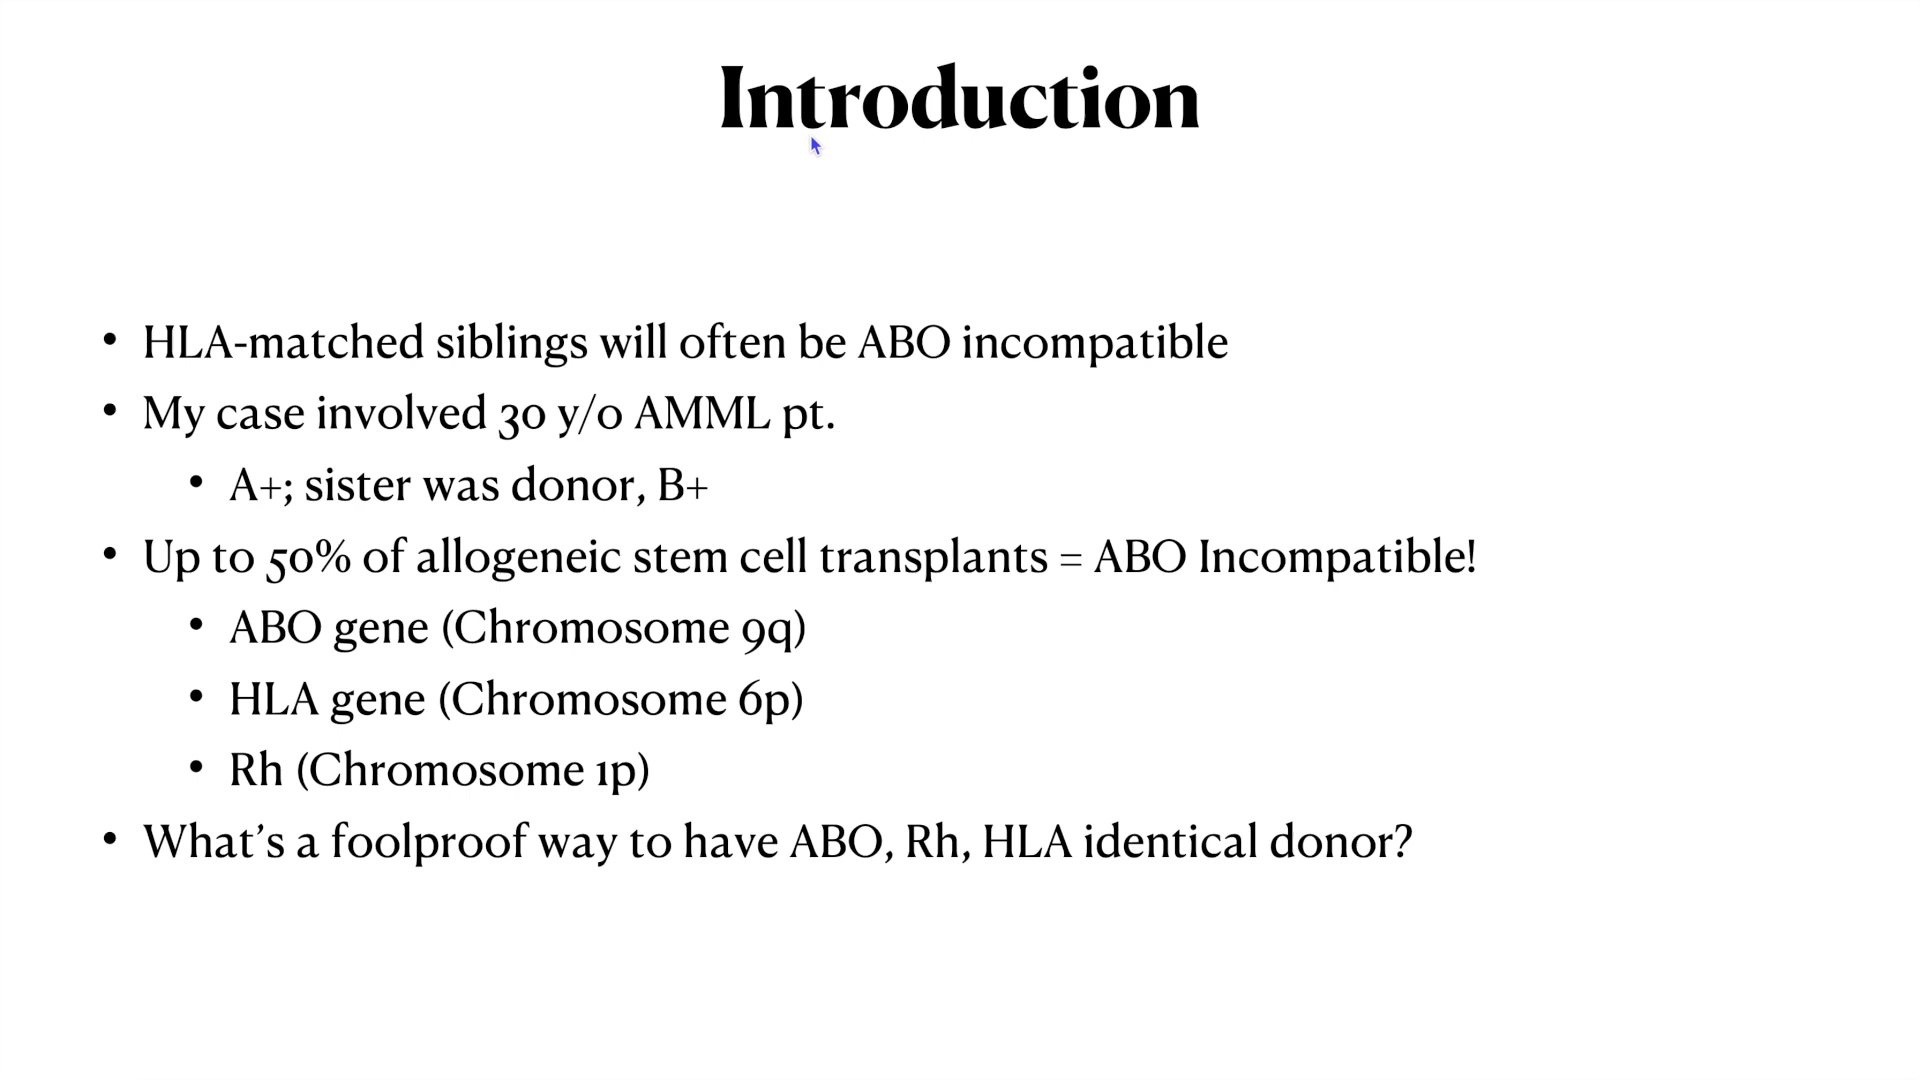 Introduction
• HLA-matched siblings will often be ABO incompatible
• My case involved 30 y/o AMML pt.
• A+; sister was donor, B+
• Up to 50% of allogeneic stem cell transplants = ABO Incompatible!
• ABO gene (Chromosome 9q)
• HLA gene (Chromosome 6p)
• Rh (Chromosome 1p)
• What’s a foolproof way to have ABO, Rh, HLA identical donor?